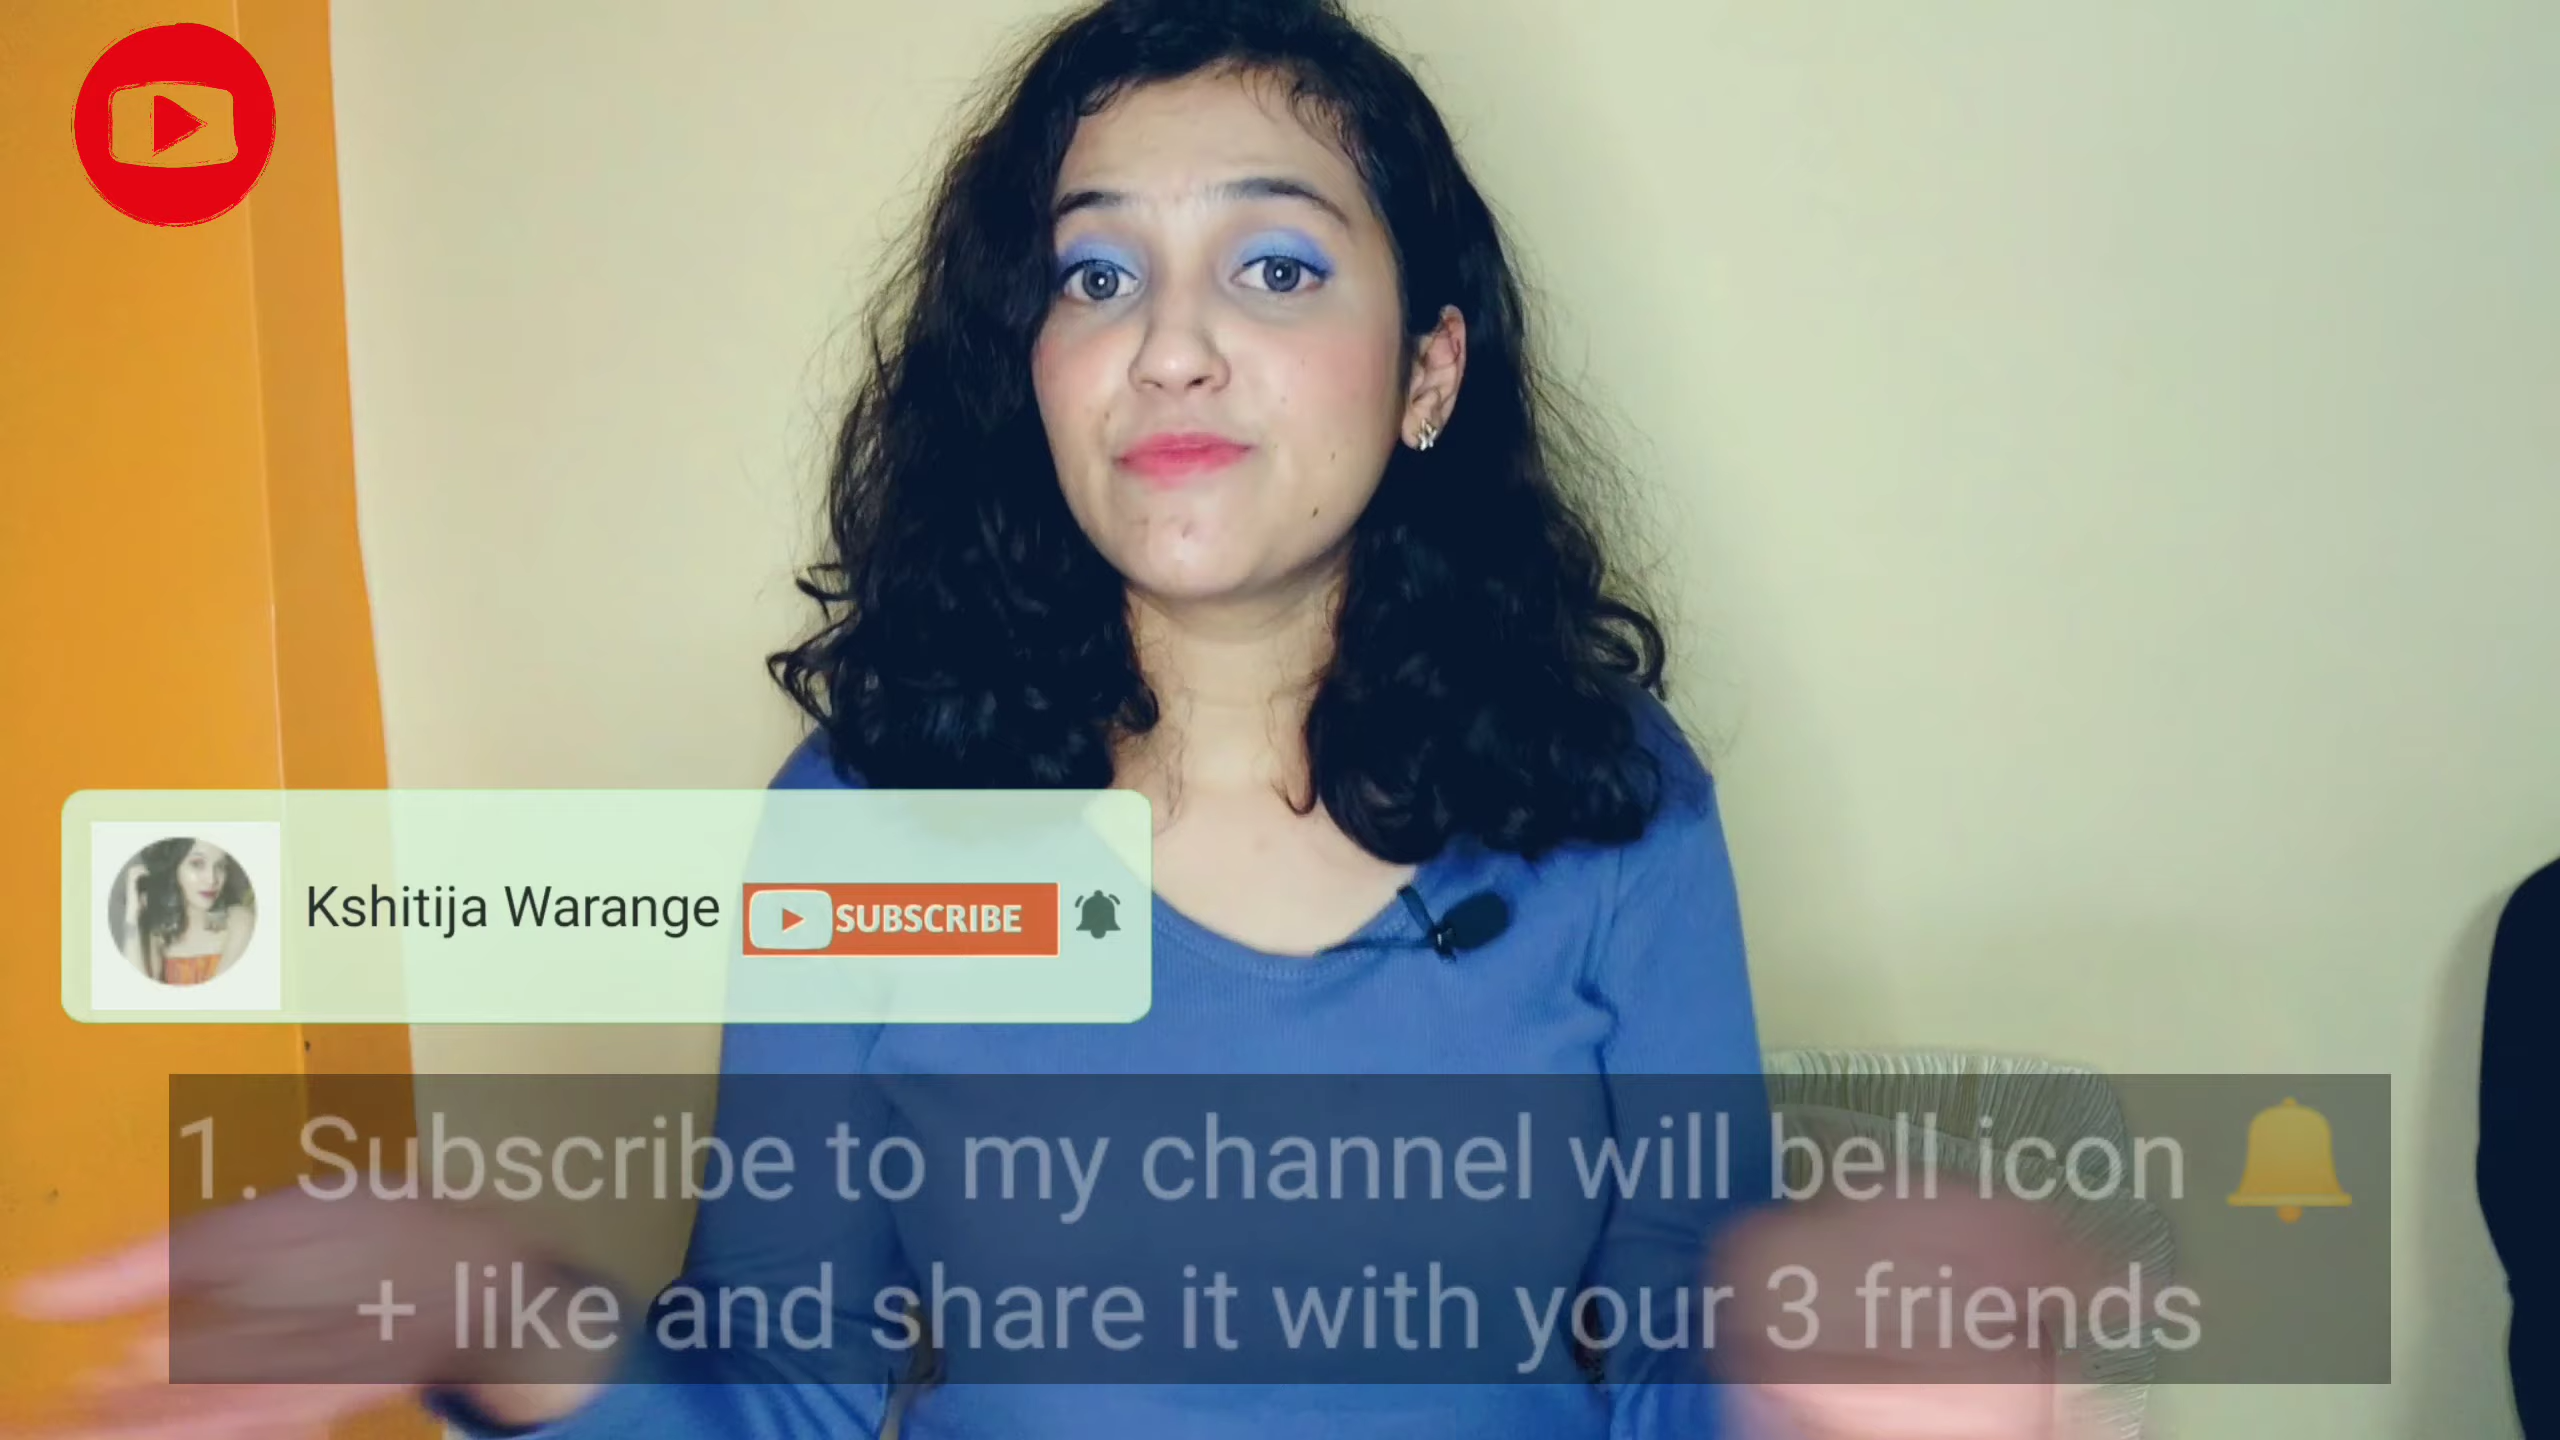 Kshitija Warange SUBSCRIBE
1. Subscribe to my channel will bell icon 🔔
+ like and share it with your 3 friends